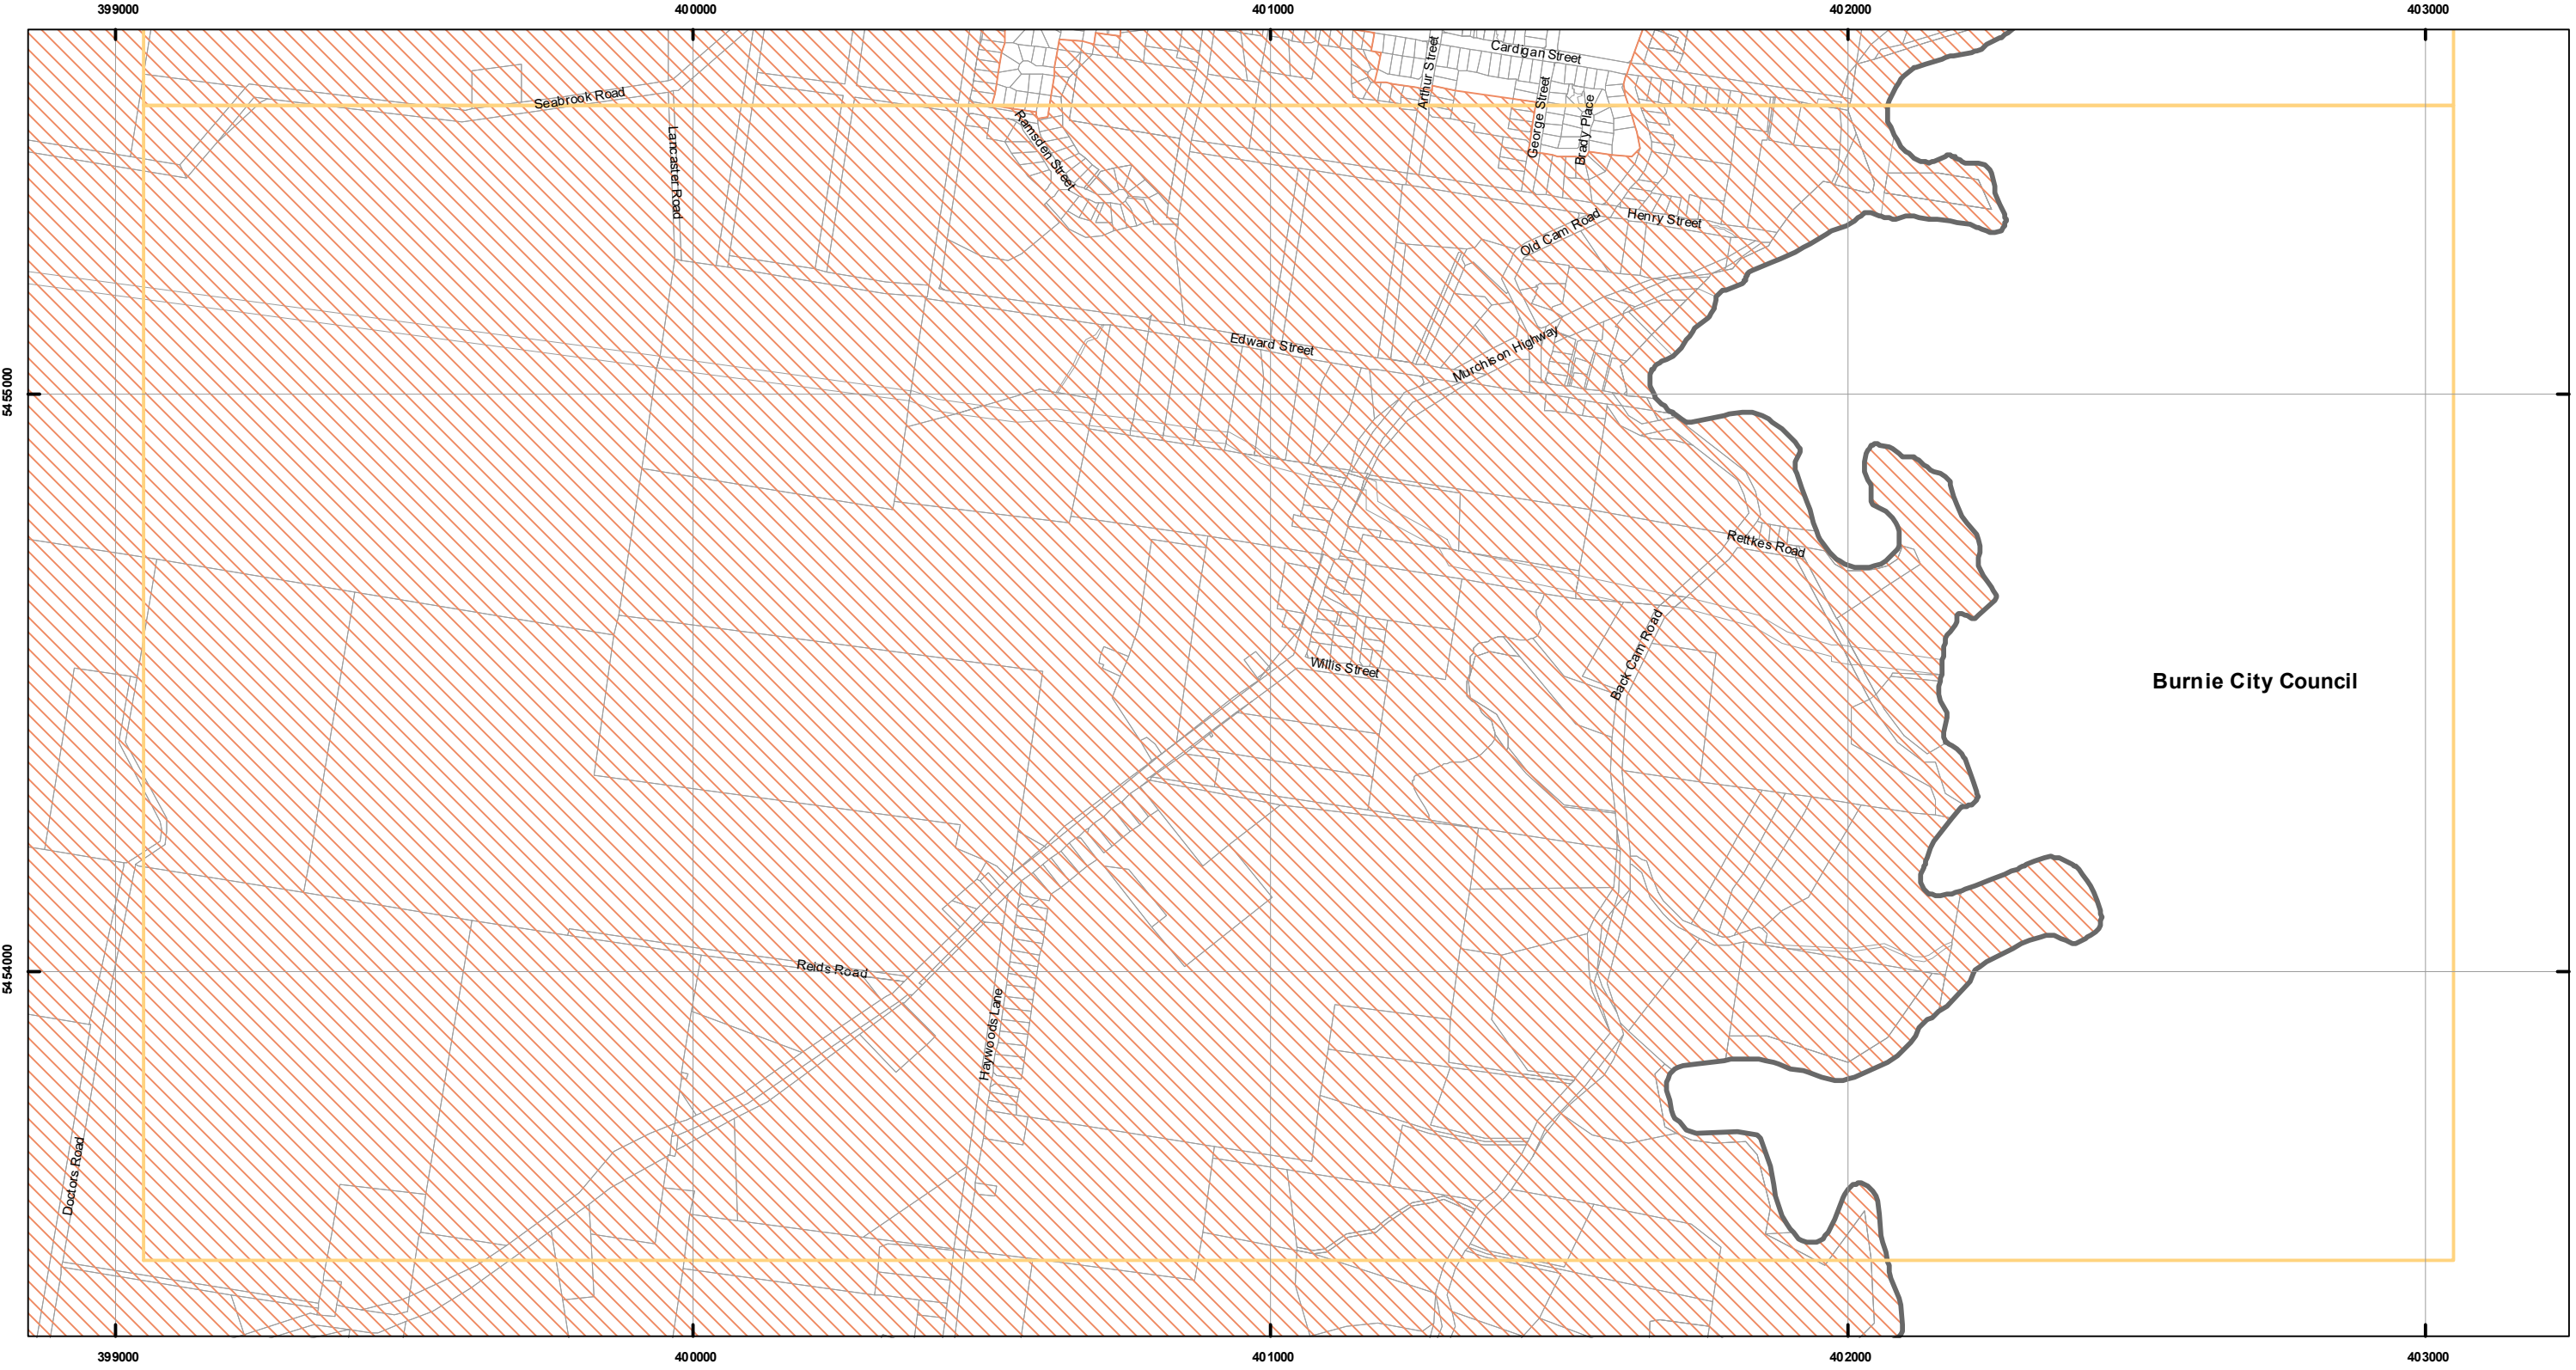 399000 400000 401000 402000 403000
Cardigan Street
Arthur Street
George Street
Brady Place
Seabrook Road
Lancaster Road
Ramsden Street
Henry Street
Old Cam Road
Edward Street
Murchison Highway
5455000
Rettkes Road
Back Cam Road
Willis Street
Burnie City Council
5454000
Reids Road
Haywoods Lane
Doctors Road
399000 400000 401000 402000 403000